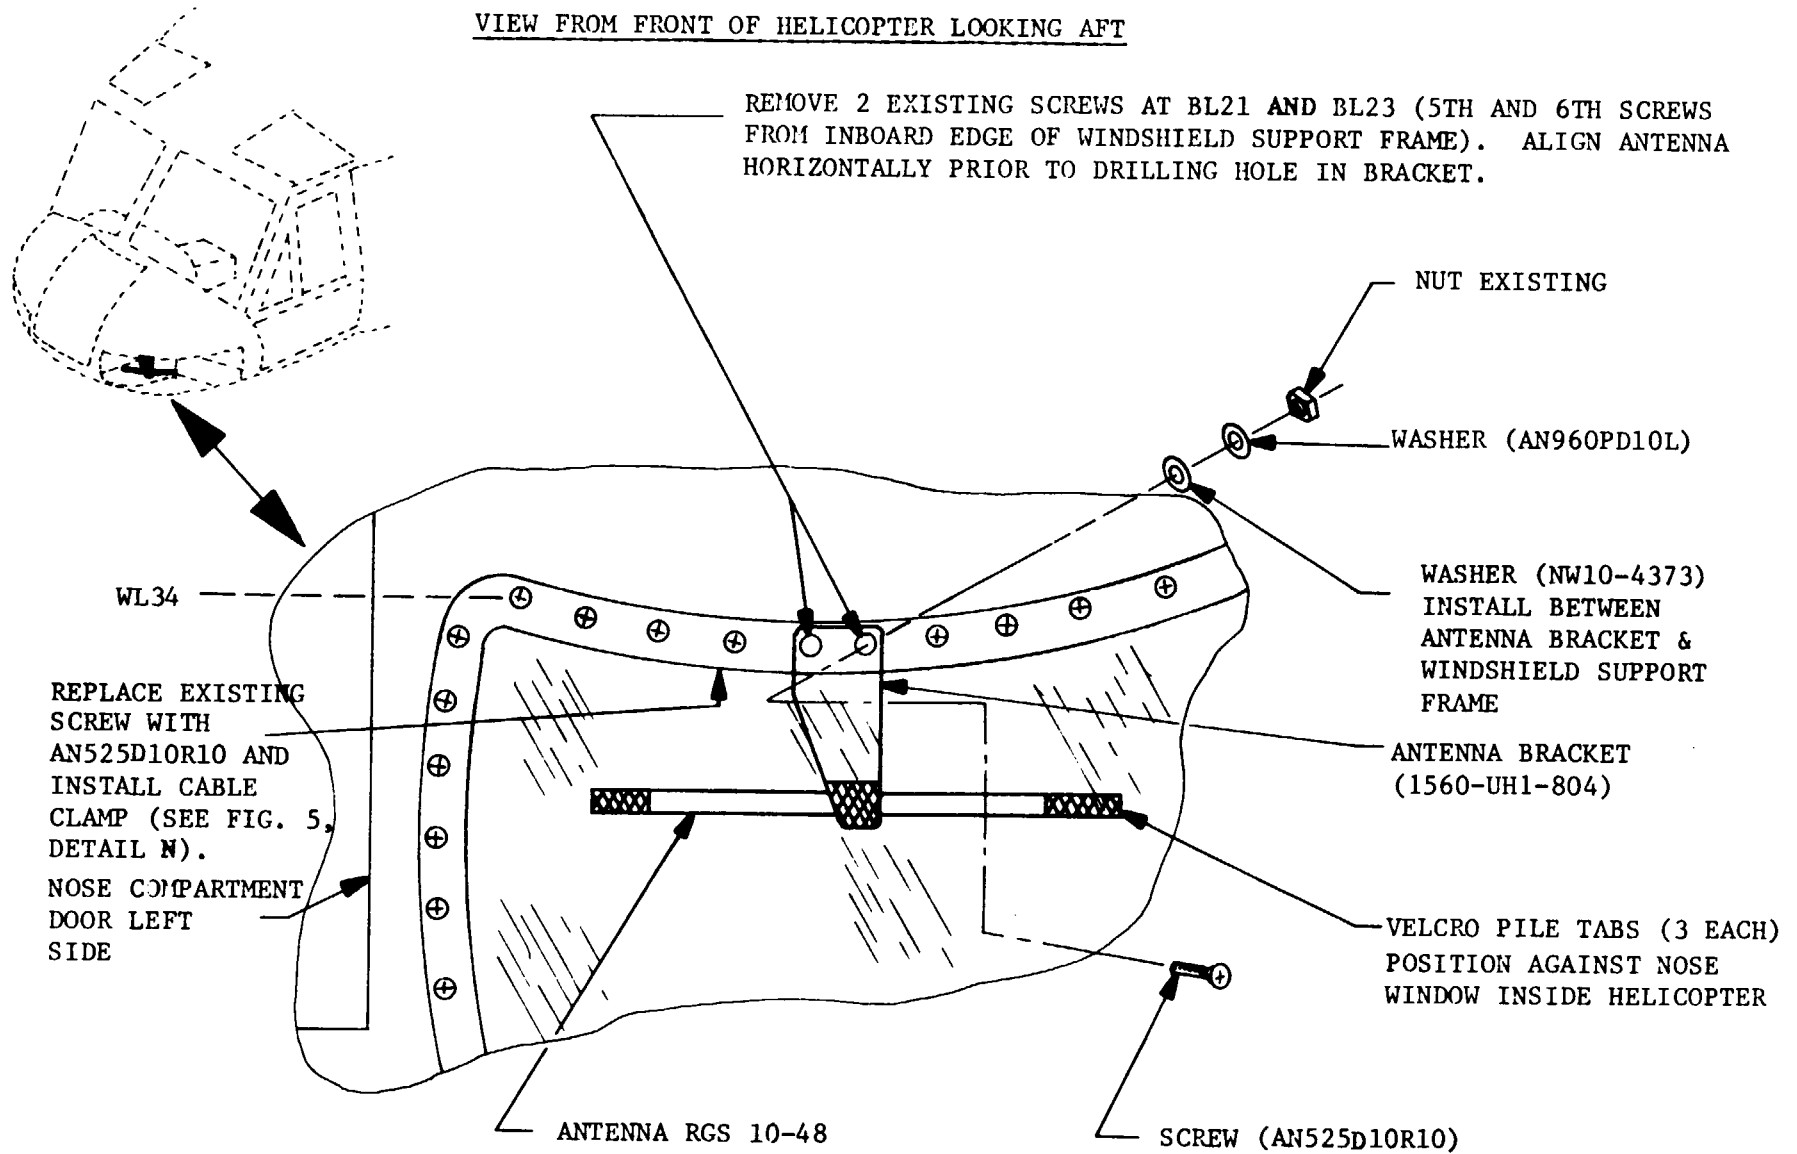 VIEW FROM FRONT OF HELICOPTER LOOKING AFT
REMOVE 2 EXISTING SCREWS AT BL21 AND BL23 (5TH AND 6TH SCREWS
FROM INBOARD EDGE OF WINDSHIELD SUPPORT FRAME). ALIGN ANTENNA
HORIZONTALLY PRIOR TO DRILLING HOLE IN BRACKET.
NUT EXISTING
WASHER (AN960PD10L)
WASHER (NW10-4373)
INSTALL BETWEEN
ANTENNA BRACKET &
WINDSHIELD SUPPORT
FRAME
WL34
REPLACE EXISTING
SCREW WITH
AN525D10R10 AND
INSTALL CABLE
CLAMP (SEE FIG. 5,
DETAIL N).
NOSE COMPARTMENT
DOOR LEFT
SIDE
ANTENNA BRACKET
(1560-UH1-804)
VELCRO PILE TABS (3 EACH)
POSITION AGAINST NOSE
WINDOW INSIDE HELICOPTER
ANTENNA RGS 10-48
SCREW (AN525D10R10)